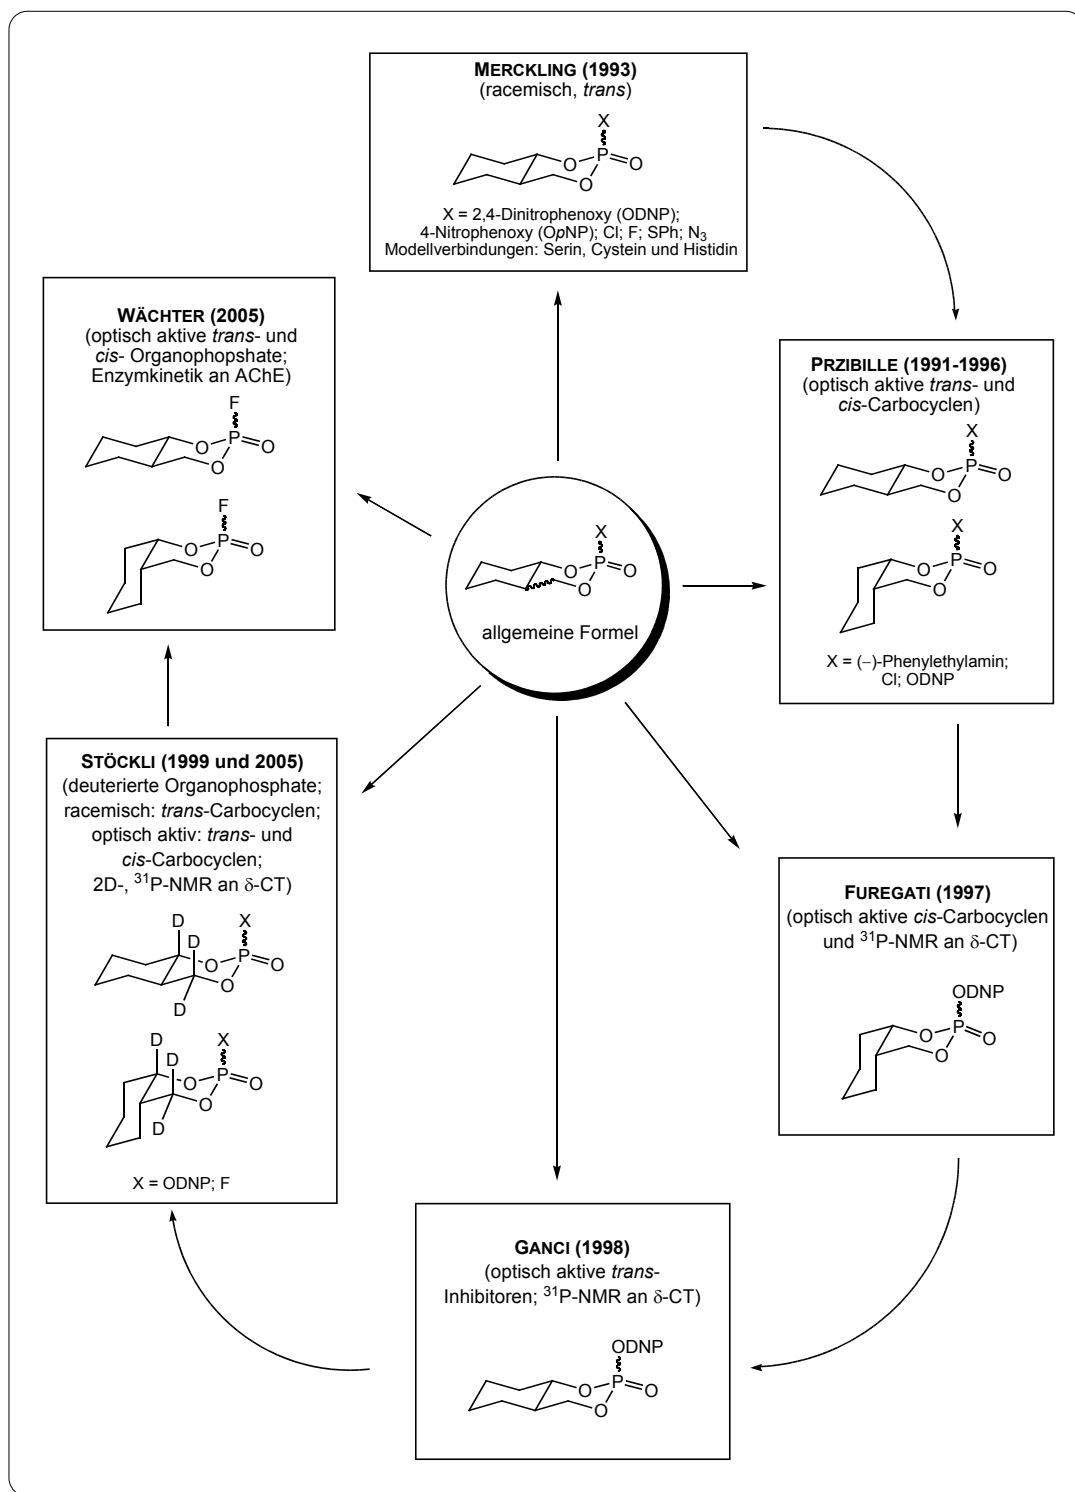 MERCKLING (1993)
(racemisch, trans)
X
O
P
O
O
X = 2,4-Dinitrophenoxy (ODNP);
4-Nitrophenoxy (OpNP); Cl; F; SPh; N3
Modellverbindungen: Serin, Cystein und Histidin
WÄCHTER (2005)
(optisch aktive trans- und
cis- Organophopshate;
Enzymkinetik an AChE)
F
O
P
O
O
F
O
P
O
O
PRZIBILLE (1991-1996)
(optisch aktive trans- und
cis-Carbocyclen)
X
O
P
O
O
X
O
P
O
O
X = (−)-Phenylethylamin;
Cl; ODNP
X
O
P
O
O
allgemeine Formel
STÖCKLI (1999 und 2005)
(deuterierte Organophosphate;
racemisch: trans-Carbocyclen;
optisch aktiv: trans- und
cis-Carbocyclen;
2D-, 31P-NMR an δ-CT)
D
X
D
O
P
O
O
D
D
X
D
O
P
O
O
D
X = ODNP; F
FUREGATI (1997)
(optisch aktive cis-Carbocyclen
und 31P-NMR an δ-CT)
ODNP
O
P
O
O
GANCI (1998)
(optisch aktive trans-
Inhibitoren; 31P-NMR an δ-CT)
ODNP
O
P
O
O